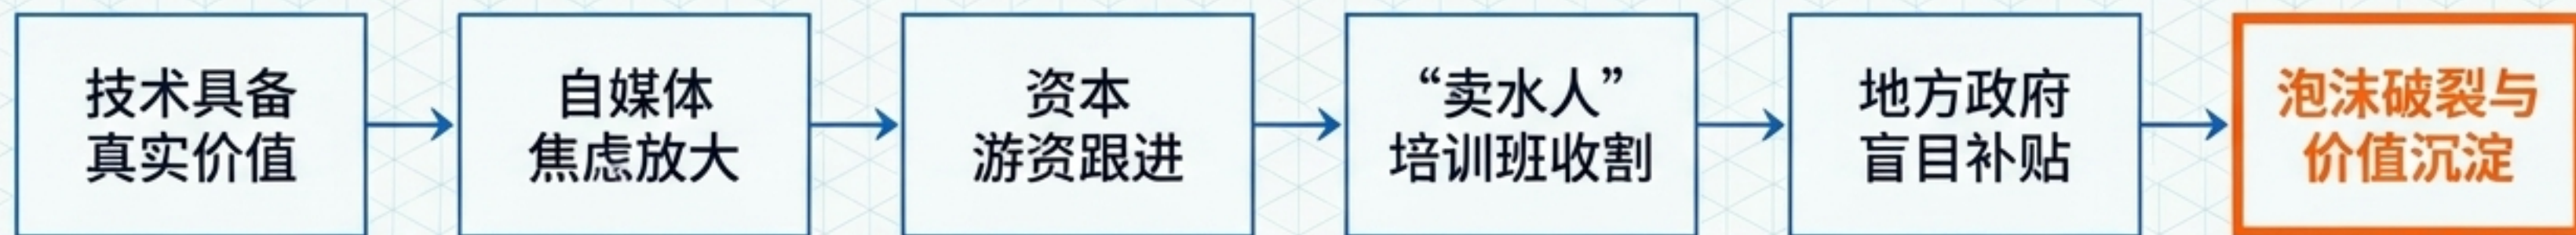 技术具备
真实价值
自媒体
焦虑放大
资本
游资跟进
“卖水人”
培训班收割
地方政府
盲目补贴
泡沫破裂与
价值沉淀